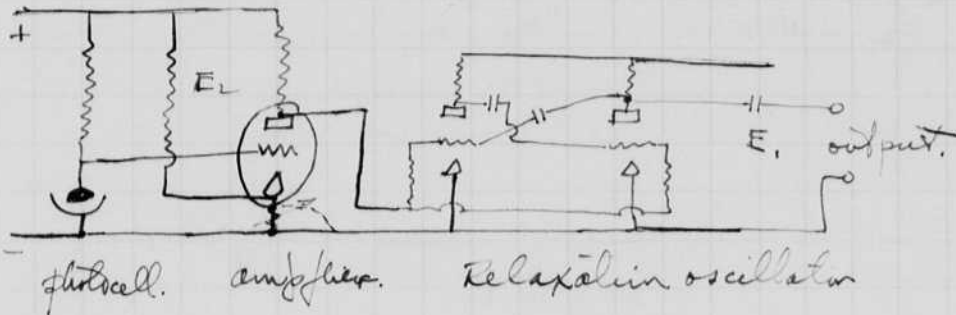 +
E₂
E₁ output.
-
photocell. amplifier. Relaxation oscillator